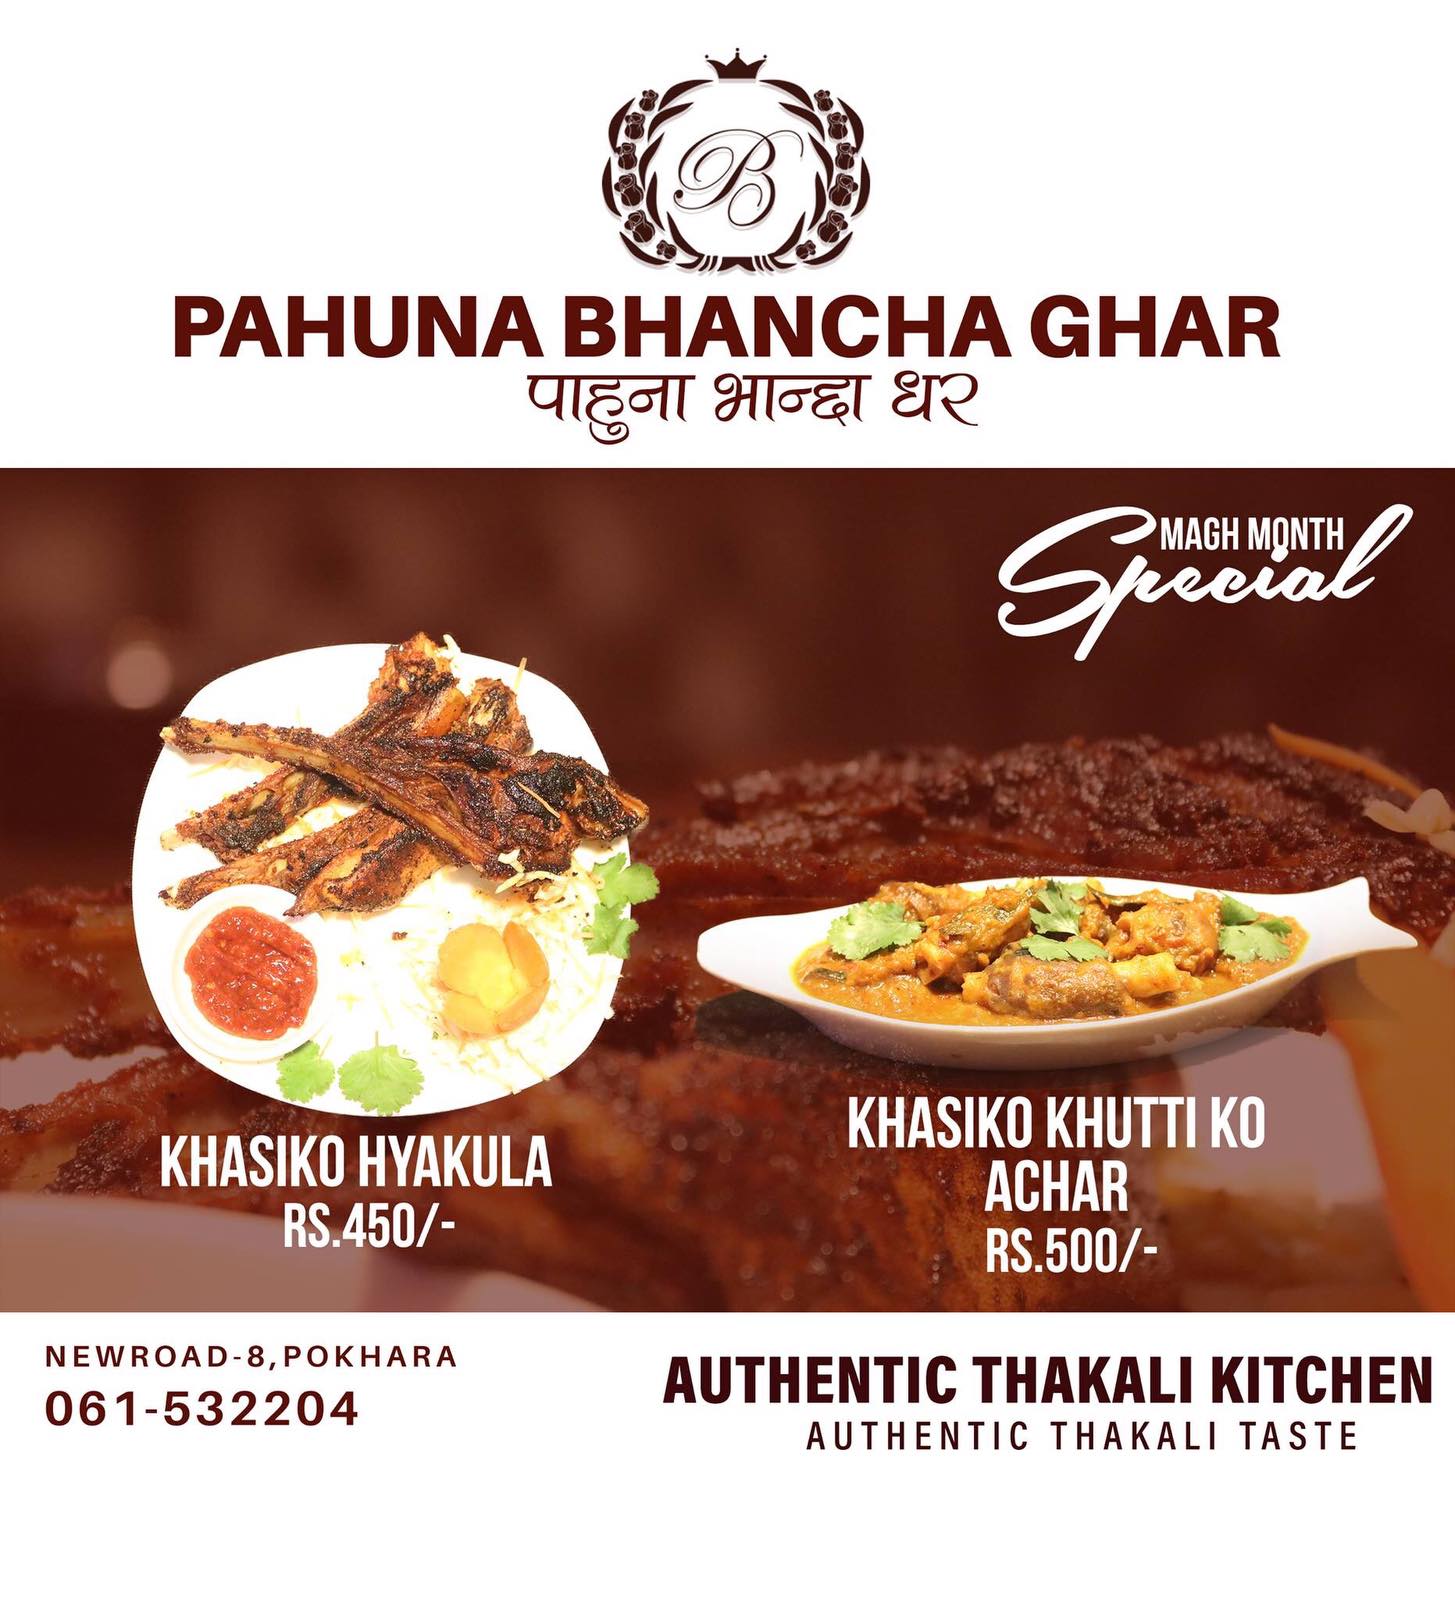 B
PAHUNA BHANCHA GHAR
पाहुना भान्छा घर
MAGH MONTH
Special
KHASIKO HYAKULA
RS.450/-
KHASIKO KHUTTI KO
ACHAR
RS.500/-
NEWROAD-8,POKHARA
061-532204
AUTHENTIC THAKALI KITCHEN
AUTHENTIC THAKALI TASTE